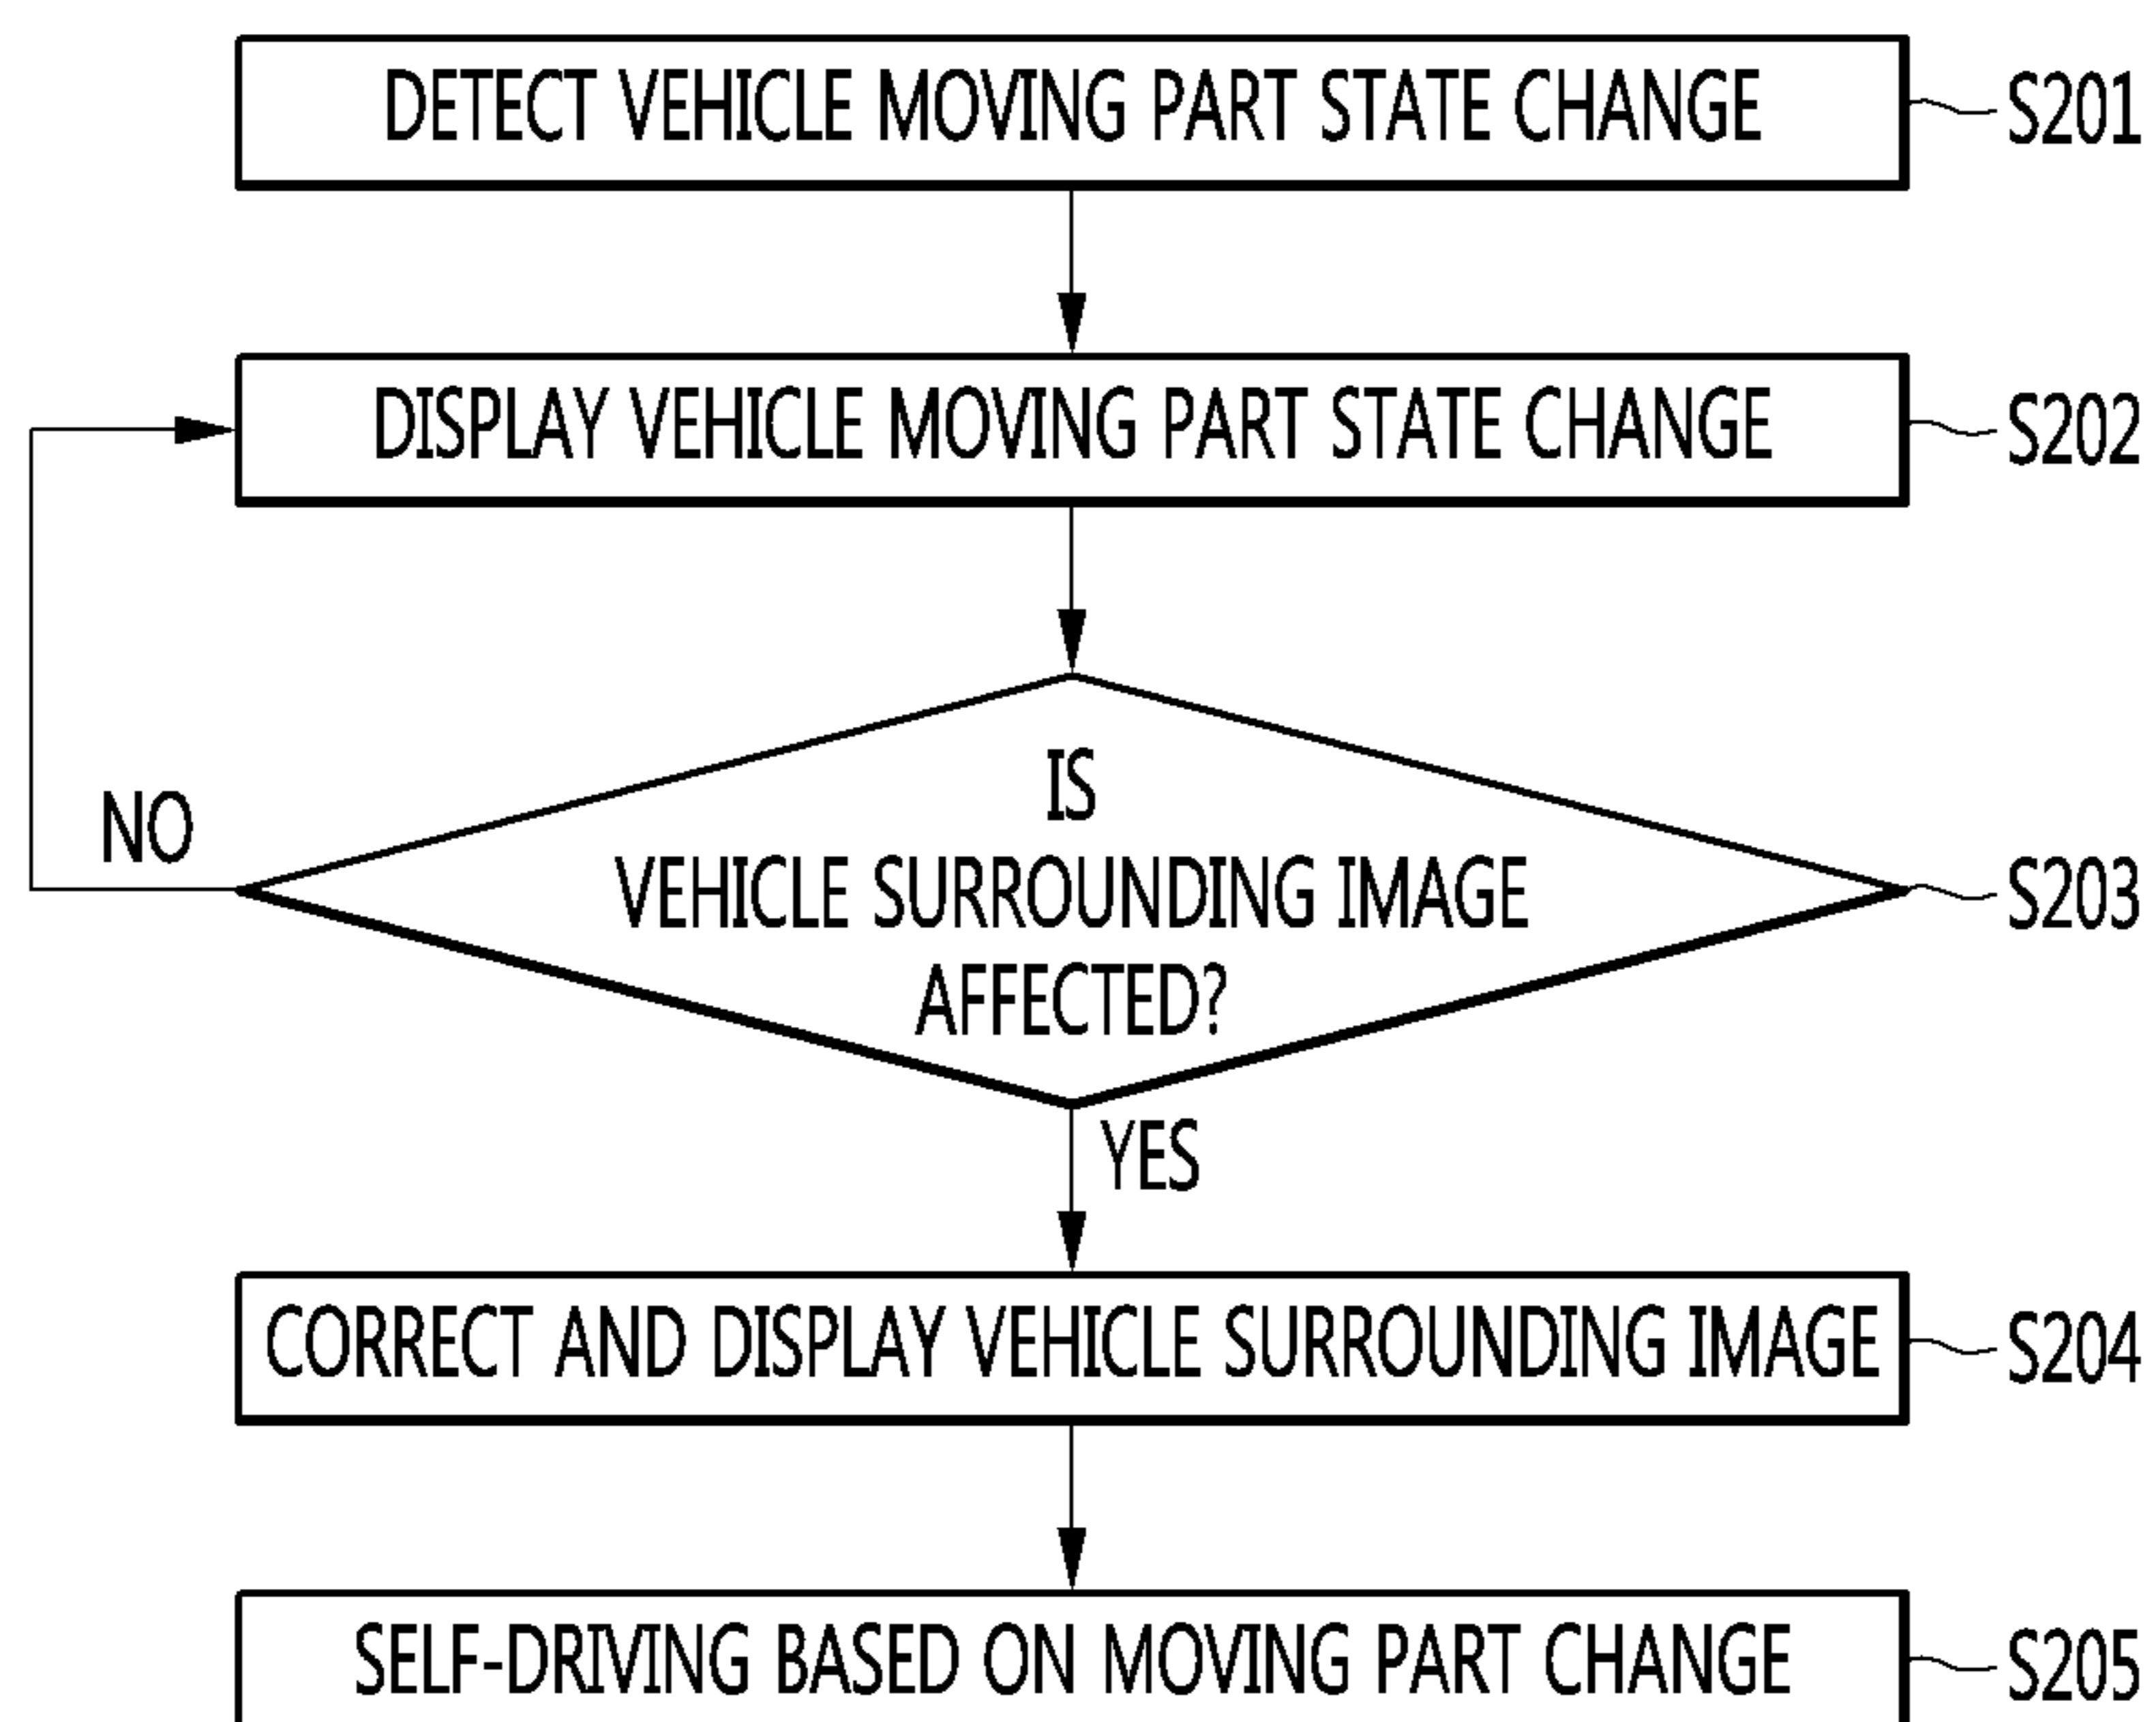 DETECT VEHICLE MOVING PART STATE CHANGE
S201
DISPLAY VEHICLE MOVING PART STATE CHANGE
S202
IS
VEHICLE SURROUNDING IMAGE
AFFECTED?
S203
NO
YES
CORRECT AND DISPLAY VEHICLE SURROUNDING IMAGE
S204
SELF-DRIVING BASED ON MOVING PART CHANGE
S205